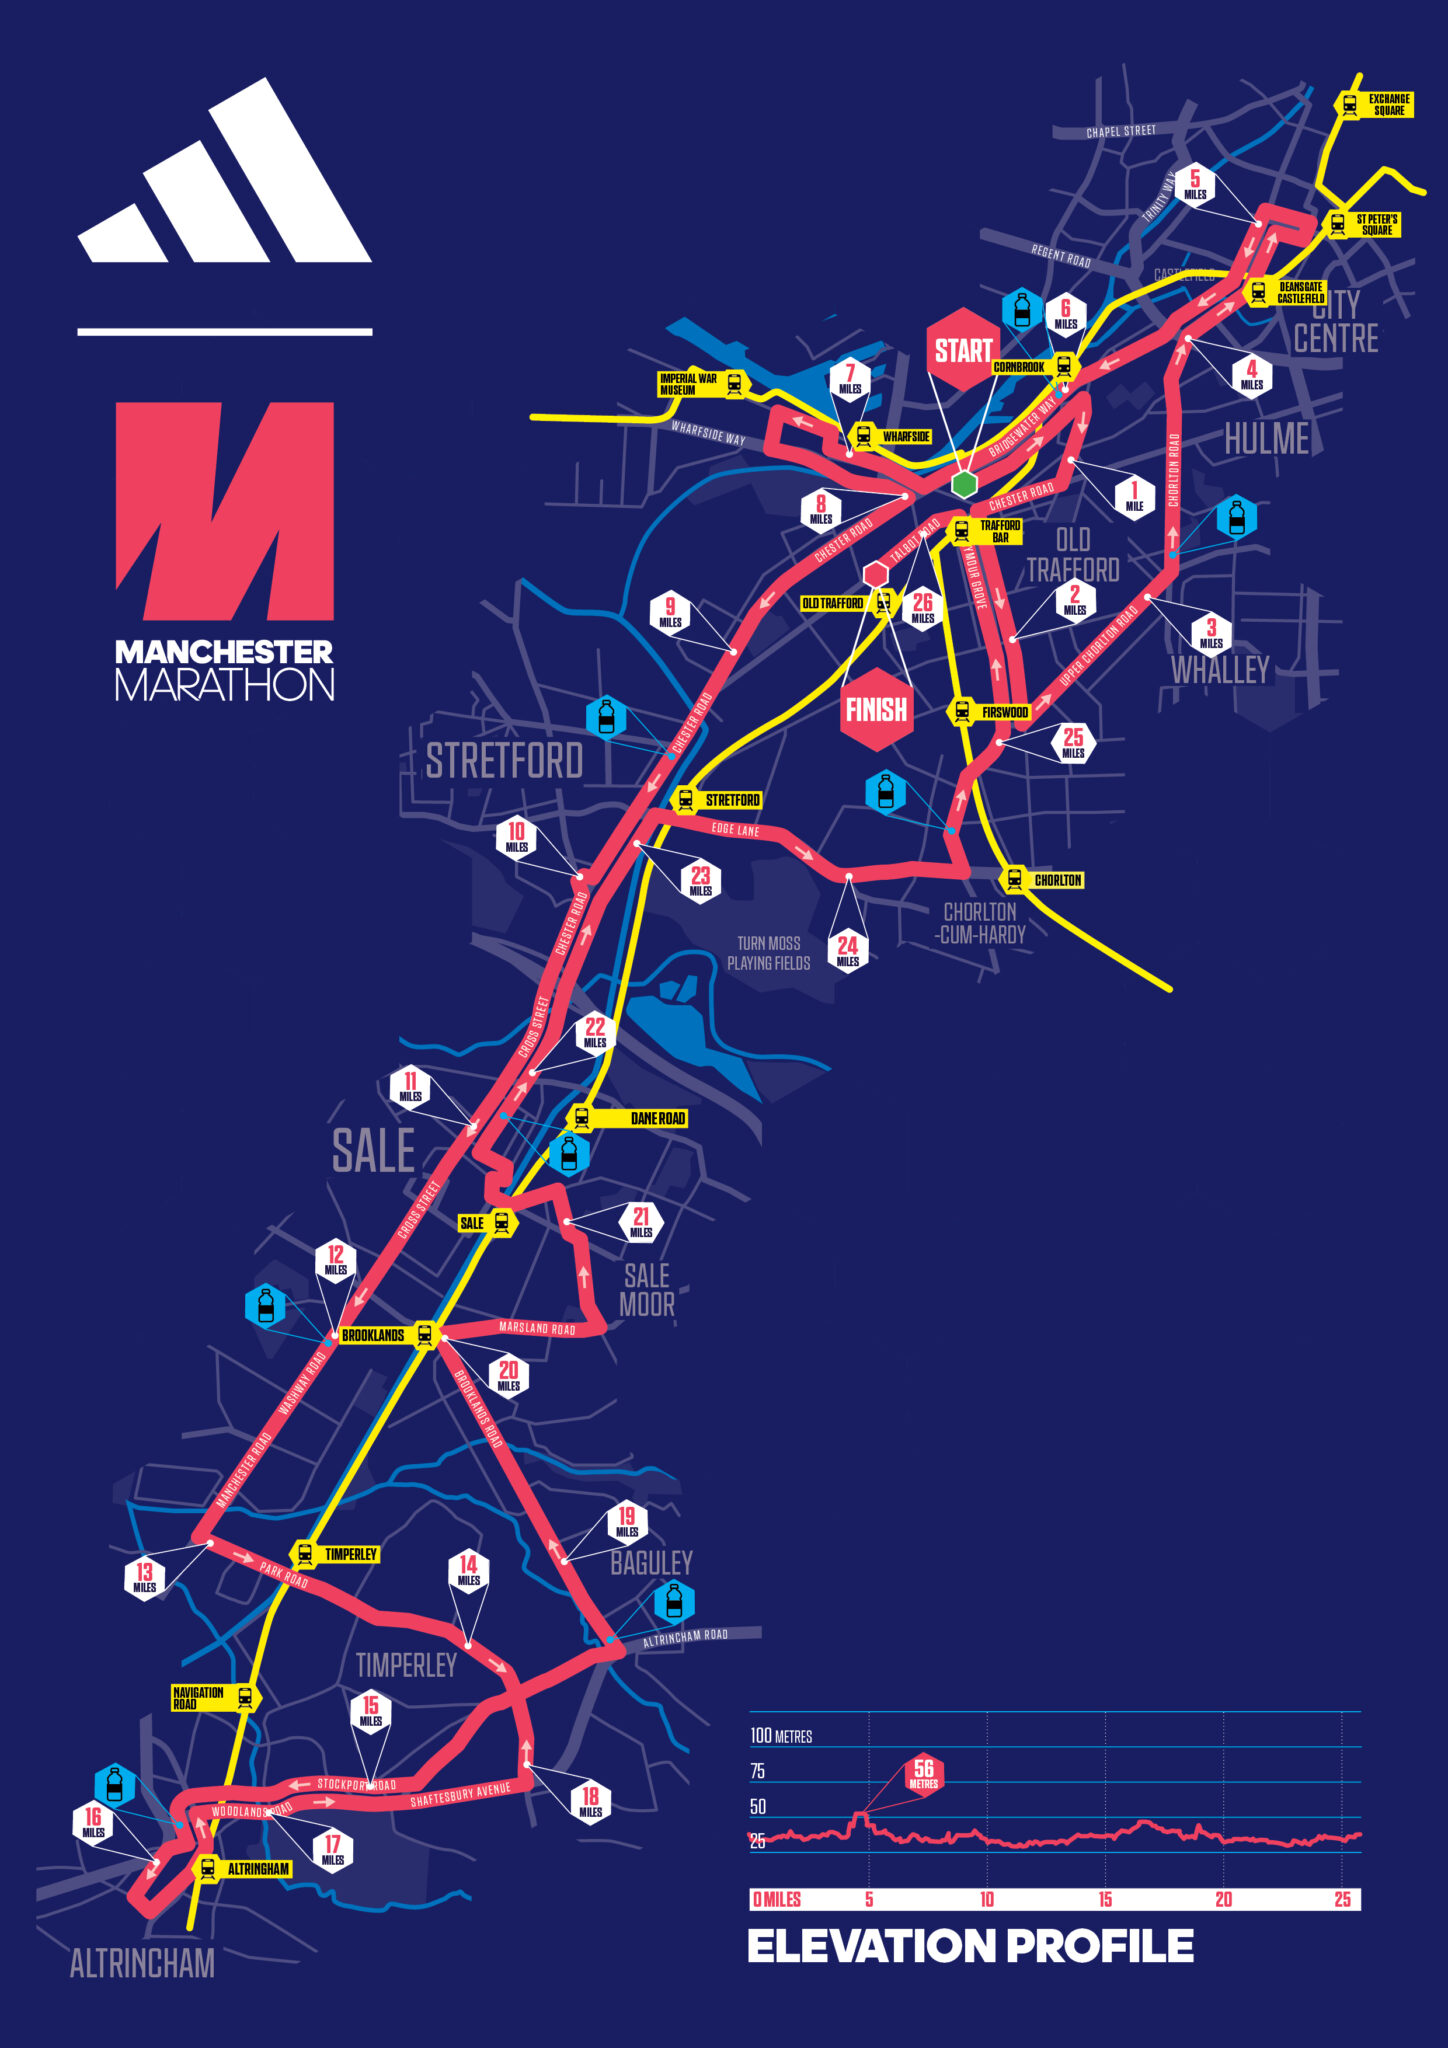 EXCHANGE
SQUARE
CHAPEL STREET
5
MILES
TRINITY WAY
ST PETER'S
SQUARE
REGENT ROAD
CASTLEFIELD
DEANSGATE
CASTLEFIELD
CITY
CENTRE
6
MILES
START
CORNBROOK
4
MILES
7
MILES
IMPERIAL WAR
MUSEUM
WHARFSIDE WAY
WHARFSIDE
BRIDGEWATER WAY
HULME
CHORLTON ROAD
1
MILE
CHESTER ROAD
8
MILES
CHESTER ROAD
TALBOT ROAD
TRAFFORD
BAR
OLD
TRAFFORD
YMOUR GROVE
OLD TRAFFORD
26
MILES
2
MILES
9
MILES
UPPER CHORLTON ROAD
3
MILES
WHALLEY
MANCHESTER
MARATHON
FINISH
FIRSWOOD
25
MILES
CHESTER ROAD
STRETFORD
STRETFORD
EDGE LANE
10
MILES
23
MILES
CHORLTON
CHORLTON
-CUM-HARDY
24
MILES
TURN MOSS
PLAYING FIELDS
CHESTER ROAD
CROSS STREET
22
MILES
11
MILES
DANE ROAD
SALE
CROSS STREET
SALE
21
MILES
12
MILES
SALE
MOOR
BROOKLANDS
MARSLAND ROAD
20
MILES
WASHWAY ROAD
BROOKLANDS ROAD
MANCHESTER ROAD
19
MILES
BAGULEY
13
MILES
TIMPERLEY
PARK ROAD
14
MILES
ALTRINCHAM ROAD
TIMPERLEY
NAVIGATION
ROAD
15
MILES
STOCKPORT ROAD
SHAFTESBURY AVENUE
WOODLANDS ROAD
18
MILES
16
MILES
17
MILES
ALTRINGHAM
ALTRINCHAM
100 METRES
75
50
25
56
METRES
0 MILES 5 10 15 20 25
ELEVATION PROFILE